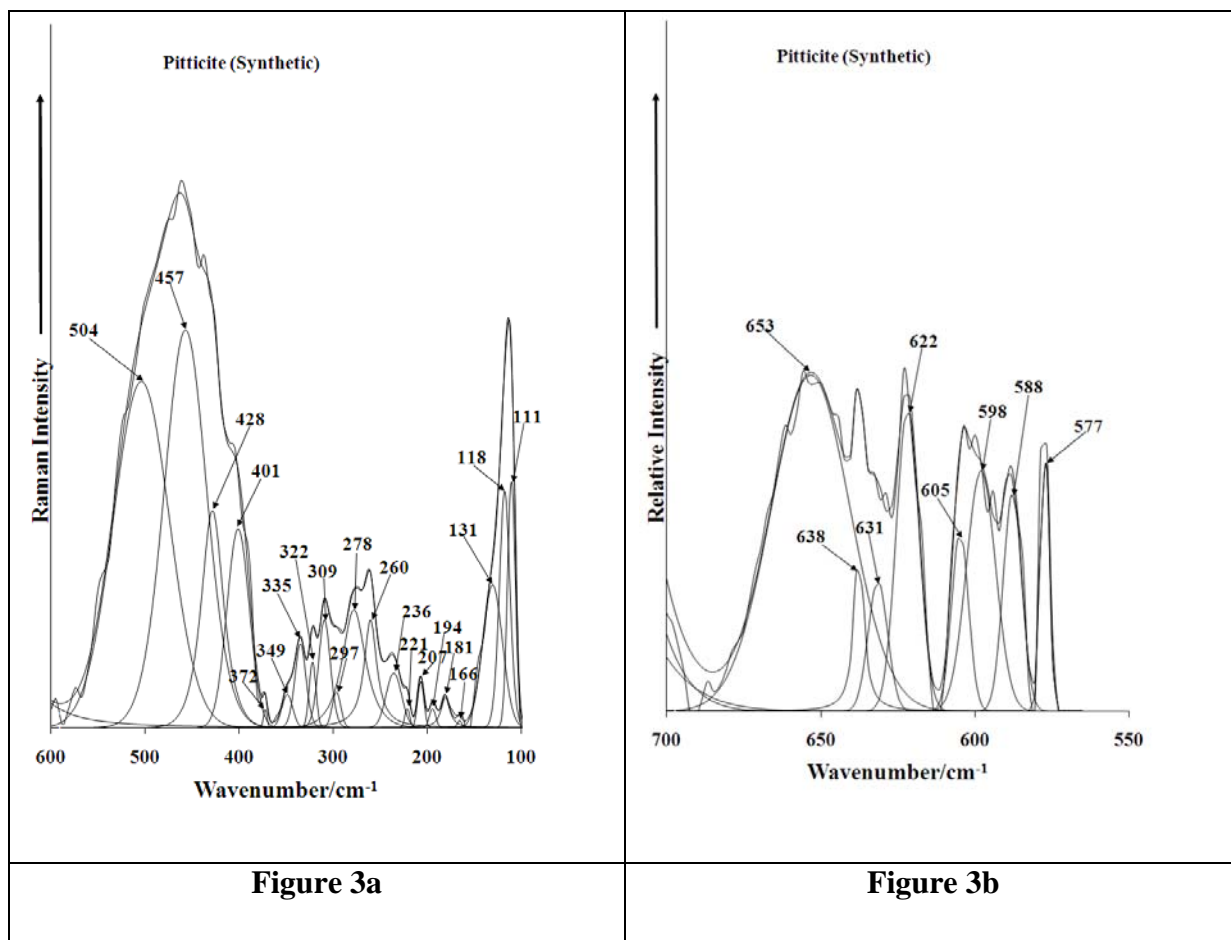 Pitticite (Synthetic)
Raman Intensity
504
457
428
401
372
349
335
322
309
297
278
260
236
221
207
194
181
166
131
118
111
600 500 400 300 200 100
Wavenumber/cm-1
Figure 3a
Pitticite (Synthetic)
Relative Intensity
653
638
631
622
605
598
588
577
700 650 600 550
Wavenumber/cm-1
Figure 3b